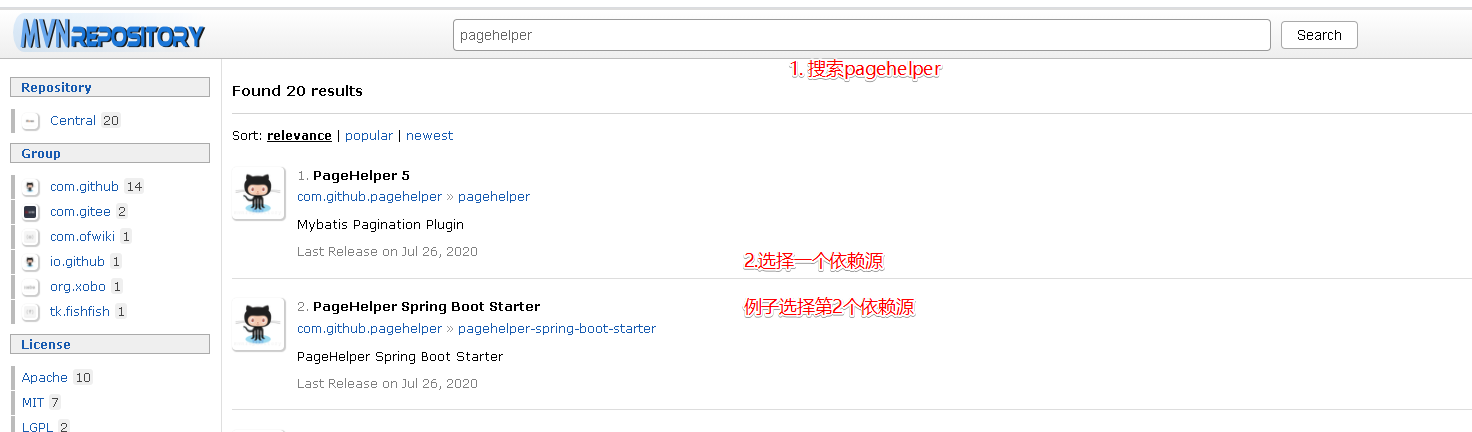 MVNREPOSITORY
pagehelper
Search
1. 搜索pagehelper
Repository
Central 20
Group
com.github 14
com.gitee 2
com.ofwiki 1
io.github 1
org.xobo 1
tk.fishfish 1
License
Apache 10
MIT 7
LGPL 2
Found 20 results
Sort: relevance | popular | newest
1. PageHelper 5
com.github.pagehelper » pagehelper
Mybatis Pagination Plugin
Last Release on Jul 26, 2020
2.选择一个依赖源
2. PageHelper Spring Boot Starter
例子选择第2个依赖源
com.github.pagehelper » pagehelper-spring-boot-starter
PageHelper Spring Boot Starter
Last Release on Jul 26, 2020